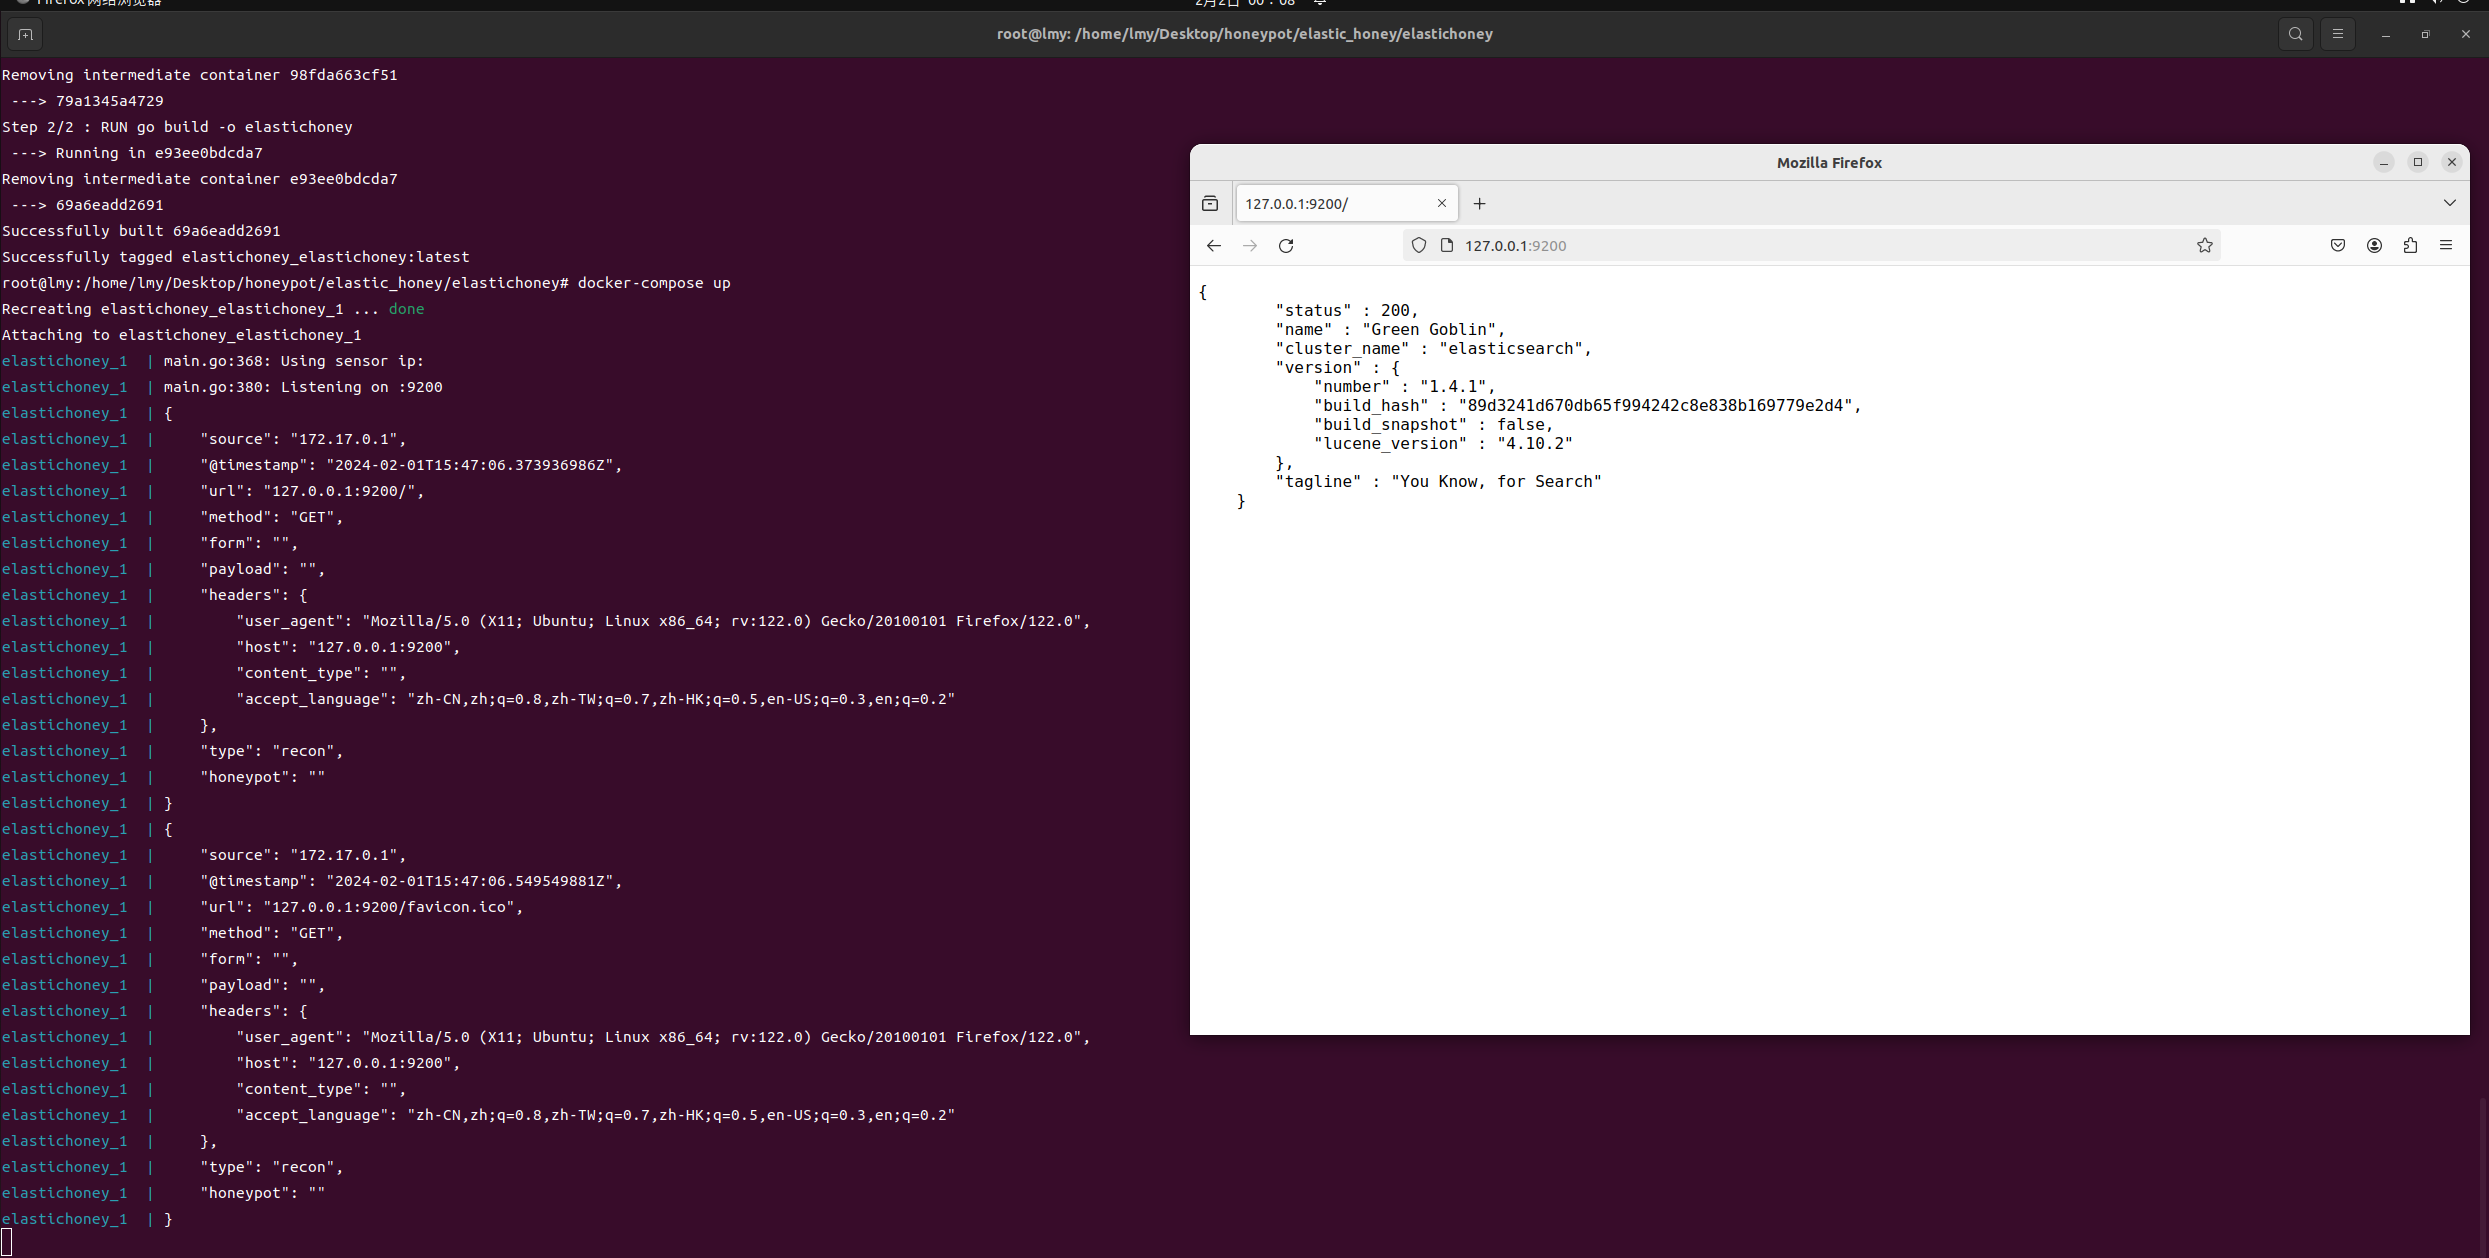 Firefox 网络浏览器
2月2日 00：08
root@lmy: /home/lmy/Desktop/honeypot/elastic_honey/elastichoney
Removing intermediate container 98fda663cf51
 ---> 79a1345a4729
Step 2/2 : RUN go build -o elastichoney
 ---> Running in e93ee0bdcda7
Removing intermediate container e93ee0bdcda7
 ---> 69a6eadd2691
Successfully built 69a6eadd2691
Successfully tagged elastichoney_elastichoney:latest
root@lmy:/home/lmy/Desktop/honeypot/elastic_honey/elastichoney# docker-compose up
Recreating elastichoney_elastichoney_1 ... done
Attaching to elastichoney_elastichoney_1
elastichoney_1  | main.go:368: Using sensor ip:
elastichoney_1  | main.go:380: Listening on :9200
elastichoney_1  | {
elastichoney_1  |     "source": "172.17.0.1",
elastichoney_1  |     "@timestamp": "2024-02-01T15:47:06.373936986Z",
elastichoney_1  |     "url": "127.0.0.1:9200/",
elastichoney_1  |     "method": "GET",
elastichoney_1  |     "form": "",
elastichoney_1  |     "payload": "",
elastichoney_1  |     "headers": {
elastichoney_1  |         "user_agent": "Mozilla/5.0 (X11; Ubuntu; Linux x86_64; rv:122.0) Gecko/20100101 Firefox/122.0",
elastichoney_1  |         "host": "127.0.0.1:9200",
elastichoney_1  |         "content_type": "",
elastichoney_1  |         "accept_language": "zh-CN,zh;q=0.8,zh-TW;q=0.7,zh-HK;q=0.5,en-US;q=0.3,en;q=0.2"
elastichoney_1  |     },
elastichoney_1  |     "type": "recon",
elastichoney_1  |     "honeypot": ""
elastichoney_1  | }
elastichoney_1  | {
elastichoney_1  |     "source": "172.17.0.1",
elastichoney_1  |     "@timestamp": "2024-02-01T15:47:06.549549881Z",
elastichoney_1  |     "url": "127.0.0.1:9200/favicon.ico",
elastichoney_1  |     "method": "GET",
elastichoney_1  |     "form": "",
elastichoney_1  |     "payload": "",
elastichoney_1  |     "headers": {
elastichoney_1  |         "user_agent": "Mozilla/5.0 (X11; Ubuntu; Linux x86_64; rv:122.0) Gecko/20100101 Firefox/122.0",
elastichoney_1  |         "host": "127.0.0.1:9200",
elastichoney_1  |         "content_type": "",
elastichoney_1  |         "accept_language": "zh-CN,zh;q=0.8,zh-TW;q=0.7,zh-HK;q=0.5,en-US;q=0.3,en;q=0.2"
elastichoney_1  |     },
elastichoney_1  |     "type": "recon",
elastichoney_1  |     "honeypot": ""
elastichoney_1  | }
Mozilla Firefox
127.0.0.1:9200/
127.0.0.1:9200
{
        "status" : 200,
        "name" : "Green Goblin",
        "cluster_name" : "elasticsearch",
        "version" : {
            "number" : "1.4.1",
            "build_hash" : "89d3241d670db65f994242c8e838b169779e2d4",
            "build_snapshot" : false,
            "lucene_version" : "4.10.2"
        },
        "tagline" : "You Know, for Search"
    }